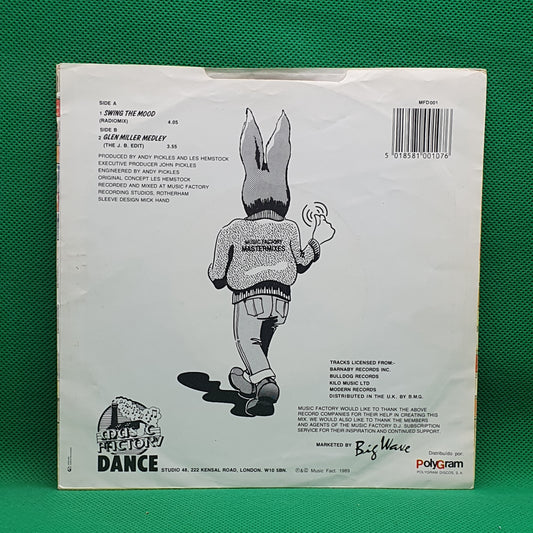 SIDE A
1 SWING THE MOOD
(RADIOMIX) 4.05
SIDE B
2 GLEN MILLER MEDLEY
(THE J. B. EDIT) 3.55
PRODUCED BY ANDY PICKLES AND LES HEMSTOCK
EXECUTIVE PRODUCER JOHN PICKLES
ENGINEERED BY ANDY PICKLES
ORIGINAL CONCEPT LES HEMSTOCK
RECORDED AND MIXED AT MUSIC FACTORY
RECORDING STUDIOS, ROTHERHAM
SLEEVE DESIGN MICK HAND
MFD001
5 018581 001076
MUSIC FACTORY
MASTERMIXES
TRACKS LICENSED FROM:-
BARNABY RECORDS INC.
BULLDOG RECORDS
KILO MUSIC LTD
MODERN RECORDS
DISTRIBUTED IN THE U.K. BY B.M.G.
MUSIC FACTORY WOULD LIKE TO THANK THE ABOVE
RECORD COMPANIES FOR THEIR HELP IN CREATING THIS
MIX. WE WOULD ALSO LIKE TO THANK THE MEMBERS
AND AGENTS OF THE MUSIC FACTORY D.J. SUBSCRIPTION
SERVICE FOR THEIR INSPIRATION AND CONTINUED SUPPORT.
MARKETED BY Big Wave
Distribuido por:
PolyGram
POLYGRAM DISCOS, S.A.
MUSIC
FACTORY
DANCE
STUDIO 48, 222 KENSAL ROAD, LONDON. W10 5BN.
℗&© Music Fact. 1989